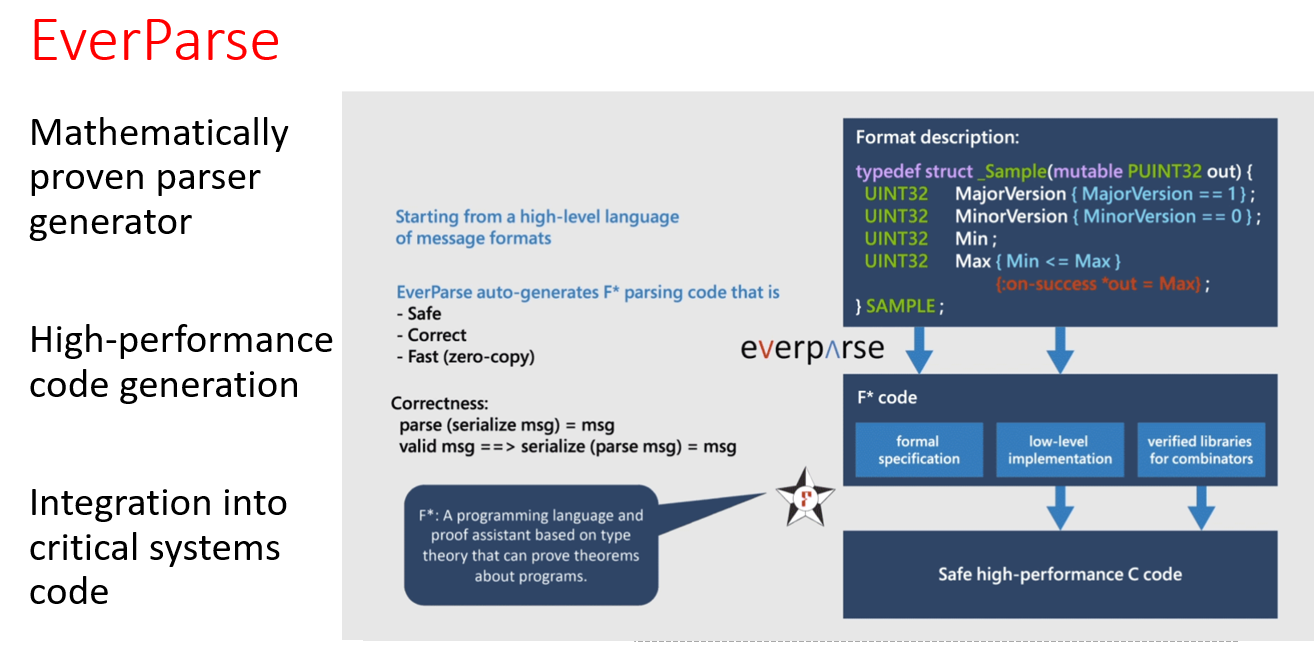 EverParse
Mathematically
proven parser
generator
High-performance
code generation
Integration into
critical systems
code
Starting from a high-level language
of message formats
EverParse auto-generates F* parsing code that is
- Safe
- Correct
- Fast (zero-copy)
Correctness:
parse (serialize msg) = msg
valid msg ==> serialize (parse msg) = msg
F*: A programming language and
proof assistant based on type
theory that can prove theorems
about programs.
F
everpΛrse
Format description:
typedef struct _Sample(mutable PUINT32 out) {
UINT32 MajorVersion { MajorVersion == 1 } ;
UINT32 MinorVersion { MinorVersion == 0 } ;
UINT32 Min ;
UINT32 Max { Min <= Max }
{:on-success *out = Max} ;
} SAMPLE ;
F* code
formal
specification
low-level
implementation
verified libraries
for combinators
Safe high-performance C code